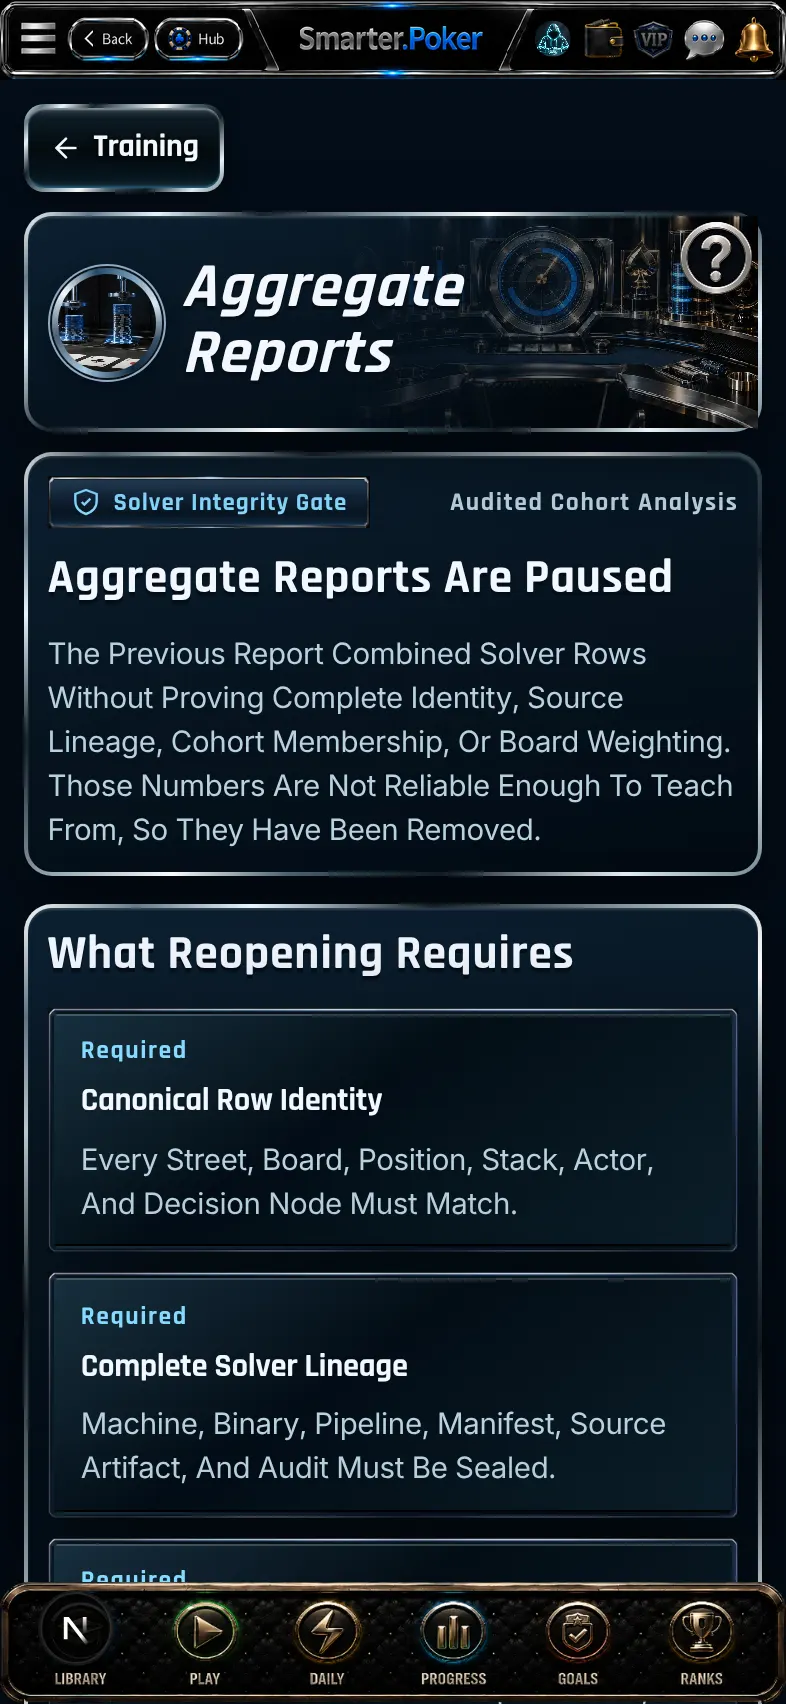 Back
Hub
Smarter.Poker
VIP
Training
?
Aggregate
Reports
Solver Integrity Gate
Audited Cohort Analysis
Aggregate Reports Are Paused
The Previous Report Combined Solver Rows
Without Proving Complete Identity, Source
Lineage, Cohort Membership, Or Board Weighting.
Those Numbers Are Not Reliable Enough To Teach
From, So They Have Been Removed.
What Reopening Requires
Required
Canonical Row Identity
Every Street, Board, Position, Stack, Actor,
And Decision Node Must Match.
Required
Complete Solver Lineage
Machine, Binary, Pipeline, Manifest, Source
Artifact, And Audit Must Be Sealed.
Required
N
LIBRARY
PLAY
DAILY
PROGRESS
GOALS
RANKS